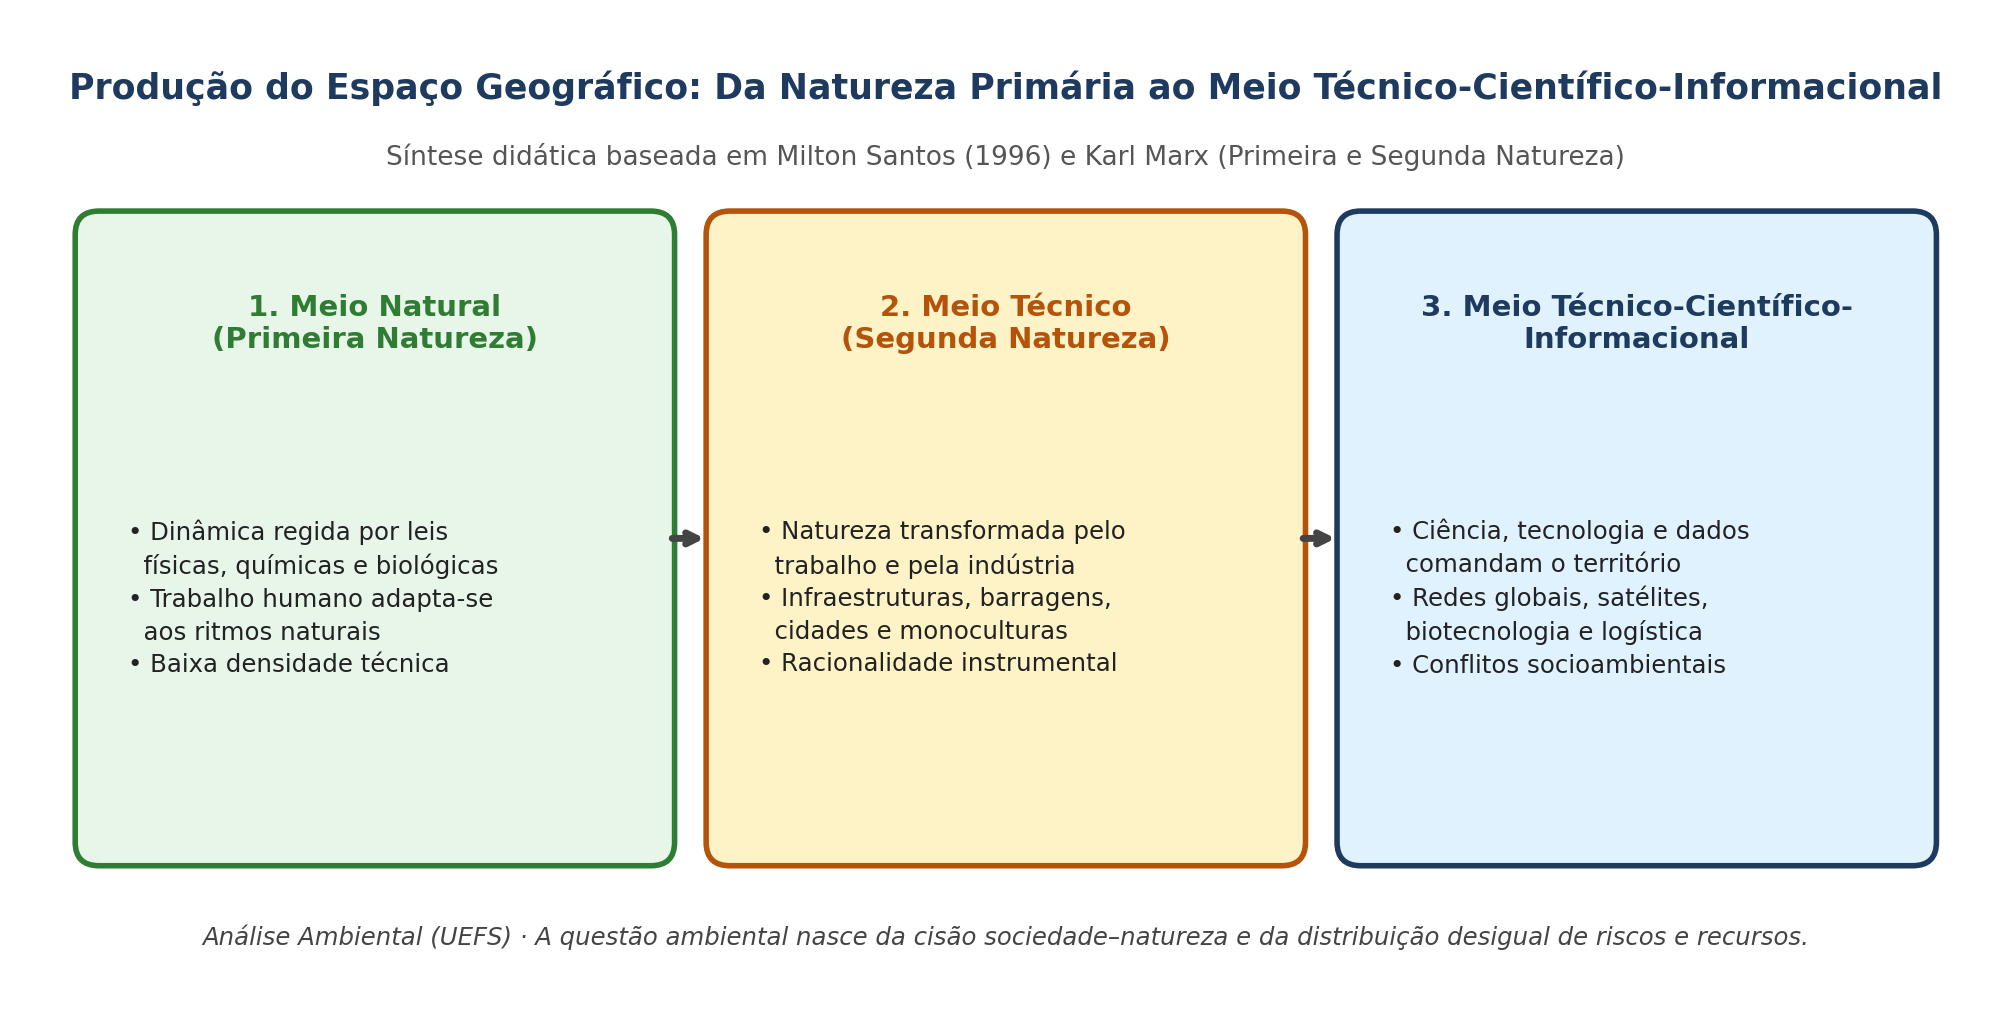 Produção do Espaço Geográfico: Da Natureza Primária ao Meio Técnico-Científico-Informacional
Síntese didática baseada em Milton Santos (1996) e Karl Marx (Primeira e Segunda Natureza)
1. Meio Natural
(Primeira Natureza)
• Dinâmica regida por leis
físicas, químicas e biológicas
• Trabalho humano adapta-se
aos ritmos naturais
• Baixa densidade técnica
2. Meio Técnico
(Segunda Natureza)
• Natureza transformada pelo
trabalho e pela indústria
• Infraestruturas, barragens,
cidades e monoculturas
• Racionalidade instrumental
3. Meio Técnico-Científico-
Informacional
• Ciência, tecnologia e dados
comandam o território
• Redes globais, satélites,
biotecnologia e logística
• Conflitos socioambientais
Análise Ambiental (UEFS) · A questão ambiental nasce da cisão sociedade–natureza e da distribuição desigual de riscos e recursos.